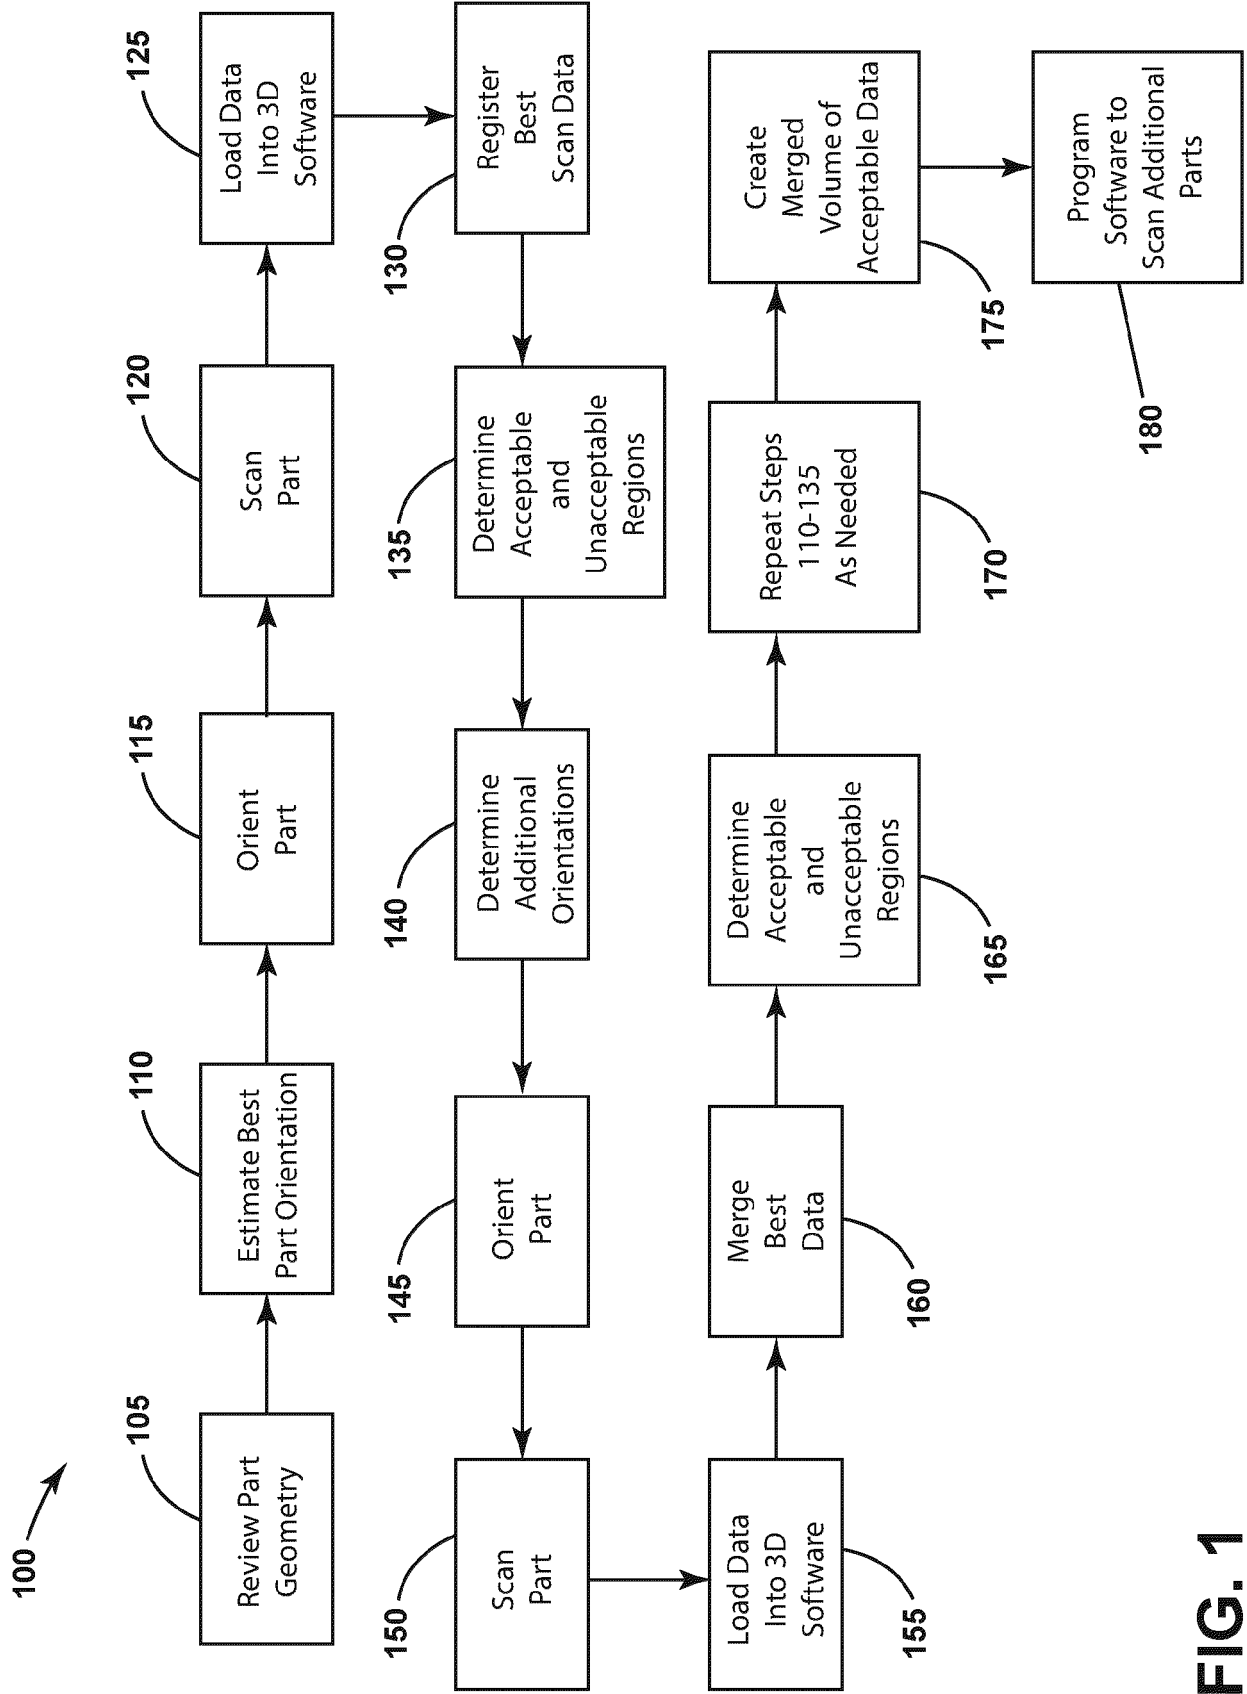 100
105
Review Part
Geometry
110
Estimate Best
Part Orientation
115
Orient
Part
120
Scan
Part
125
Load Data
Into 3D
Software
130
Register
Best
Scan Data
135
Determine
Acceptable
and
Unacceptable
Regions
140
Determine
Additional
Orientations
145
Orient
Part
150
Scan
Part
155
Load Data
Into 3D
Software
160
Merge
Best
Data
165
Determine
Acceptable
and
Unacceptable
Regions
170
Repeat Steps
110-135
As Needed
175
Create
Merged
Volume of
Acceptable Data
180
Program
Software to
Scan Additional
Parts
FIG. 1